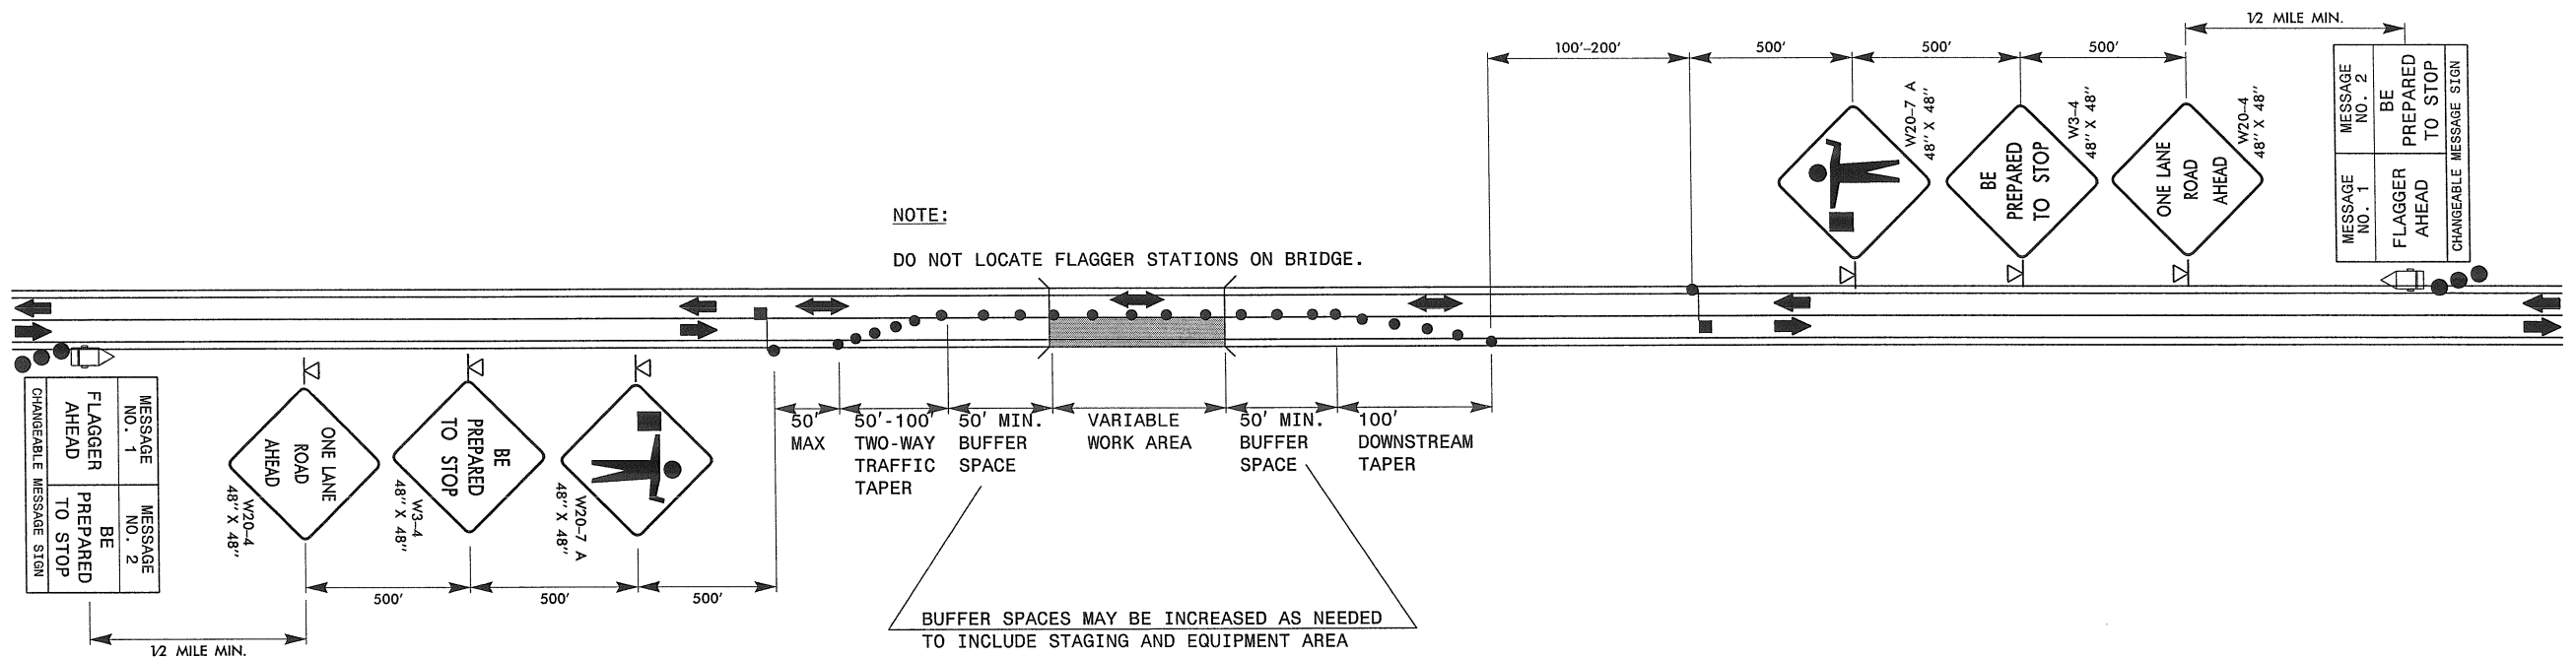 1/2 MILE MIN.
100'-200'
500'
500'
500'
MESSAGE
NO. 1
FLAGGER
AHEAD
MESSAGE
NO. 2
BE
PREPARED
TO STOP
CHANGEABLE MESSAGE SIGN
W20-7 A
48" X 48"
BE
PREPARED
TO STOP
W3-4
48" X 48"
ONE LANE
ROAD
AHEAD
W20-4
48" X 48"
NOTE:
DO NOT LOCATE FLAGGER STATIONS ON BRIDGE.
50'
MAX
50'-100'
TWO-WAY
TRAFFIC
TAPER
50' MIN.
BUFFER
SPACE
VARIABLE
WORK AREA
50' MIN.
BUFFER
SPACE
100'
DOWNSTREAM
TAPER
MESSAGE
NO. 1
FLAGGER
AHEAD
MESSAGE
NO. 2
BE
PREPARED
TO STOP
CHANGEABLE MESSAGE SIGN
ONE LANE
ROAD
AHEAD
W20-4
48" X 48"
BE
PREPARED
TO STOP
W3-4
48" X 48"
W20-7 A
48" X 48"
500'
500'
500'
1/2 MILE MIN.
BUFFER SPACES MAY BE INCREASED AS NEEDED
TO INCLUDE STAGING AND EQUIPMENT AREA